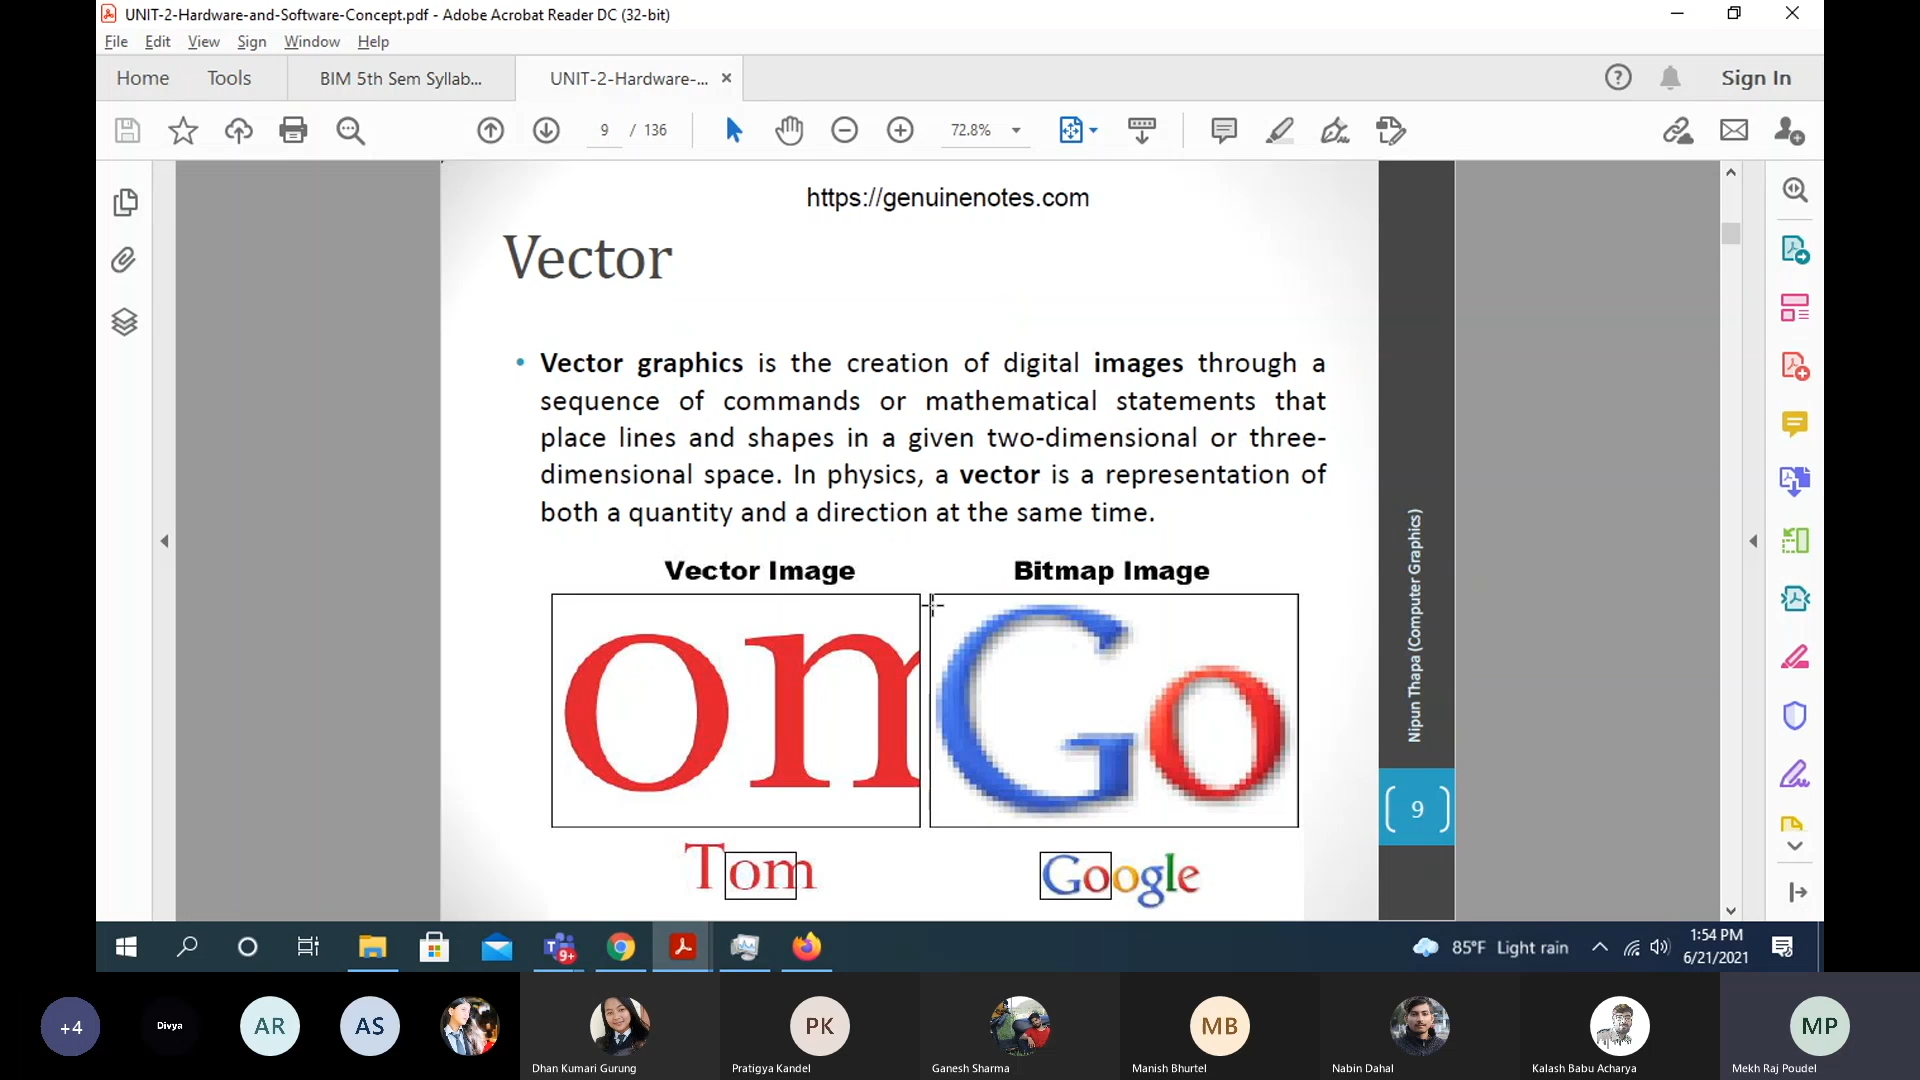 UNIT-2-Hardware-and-Software-Concept.pdf - Adobe Acrobat Reader DC (32-bit)
File Edit View Sign Window Help
Home Tools BIM 5th Sem Syllab... UNIT-2-Hardware-... × Sign In
9 / 136 72.8%
https://genuinenotes.com
Vector
• Vector graphics is the creation of digital images through a
sequence of commands or mathematical statements that
place lines and shapes in a given two-dimensional or three-
dimensional space. In physics, a vector is a representation of
both a quantity and a direction at the same time.
Vector Image Bitmap Image
om Go
Tom Google
Nipun Thapa (Computer Graphics)
9
9+
85°F Light rain
1:54 PM
6/21/2021
+4 Divya AR AS PK MB MP
Dhan Kumari Gurung Pratigya Kandel Ganesh Sharma Manish Bhurtel Nabin Dahal Kalash Babu Acharya Mekh Raj Poudel